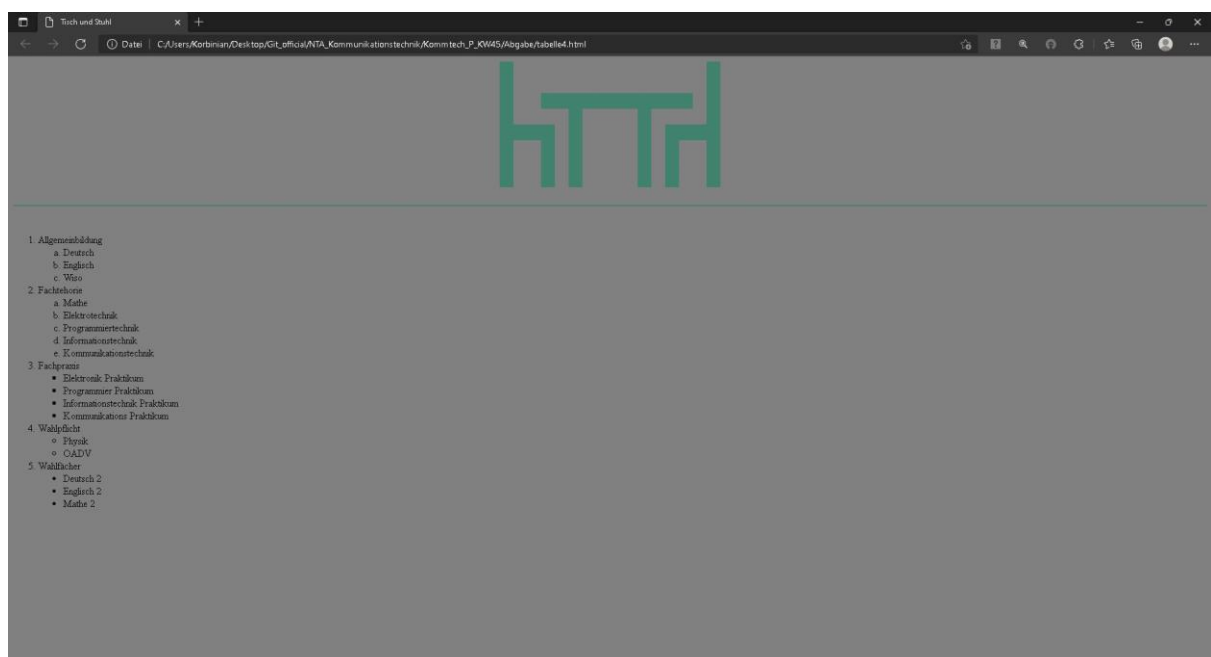 Tisch und Stuhl
Datei C:/Users/Korbinian/Desktop/Git_official/NTA_Kommunikationstechnik/Kommtech_P_KW45/Abgabe/tabelle4.html
1. Allgemeinbildung
a. Deutsch
b. Englisch
c. Wiso
2. Fachtehorie
a. Mathe
b. Elektrotechnik
c. Programmiertechnik
d. Informationstechnik
e. Kommunikationstechnik
3. Fachpraxis
▪ Elektronik Praktikum
▪ Programmier Praktikum
▪ Informationstechnik Praktikum
▪ Kommunikations Praktikum
4. Wahlpflicht
○ Physik
○ OADV
5. Wahlfächer
• Deutsch 2
• Englisch 2
• Mathe 2